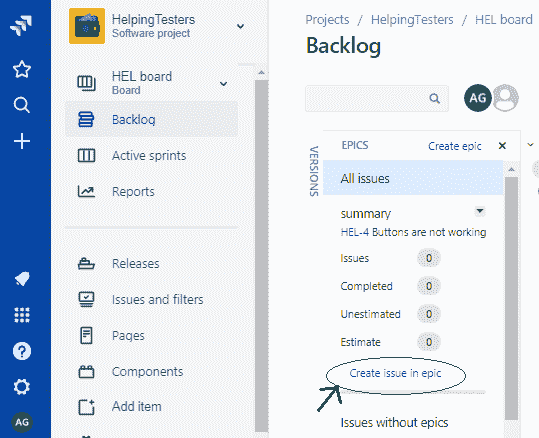 HelpingTesters
Software project
HEL board
Board
Backlog
Active sprints
Reports
Releases
Issues and filters
Pages
Components
Add item
AG
Projects / HelpingTesters / HEL board
Backlog
AG
VERSIONS
EPICS Create epic
All issues
summary
HEL-4 Buttons are not working
Issues 0
Completed 0
Unestimated 0
Estimate 0
Create issue in epic
Issues without epics